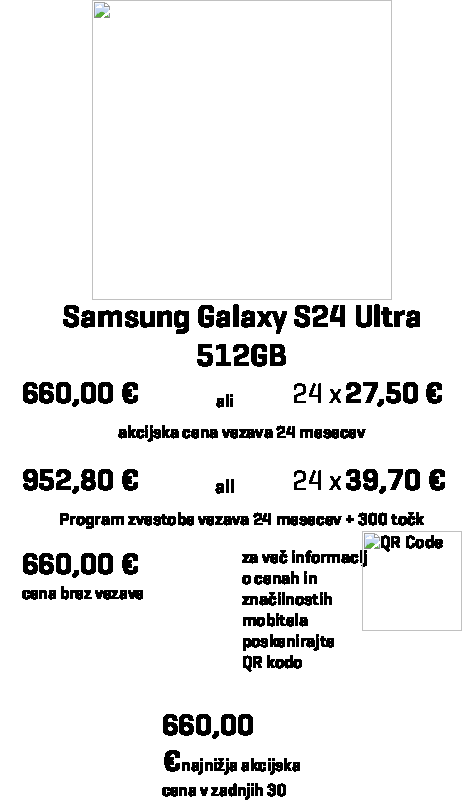 Samsung Galaxy S24 Ultra
512GB
660,00 € ali 24 x 27,50 €
akcijska cena vezava 24 mesecev
952,80 € ali 24 x 39,70 €
Program zvestobe vezava 24 mesecev + 300 točk
660,00 €
cena brez vezave
za več informacij
o cenah in
značilnostih
mobitela
poskenirajte
QR kodo
QR Code
660,00
€najnižja akcijska
cena v zadnjih 30